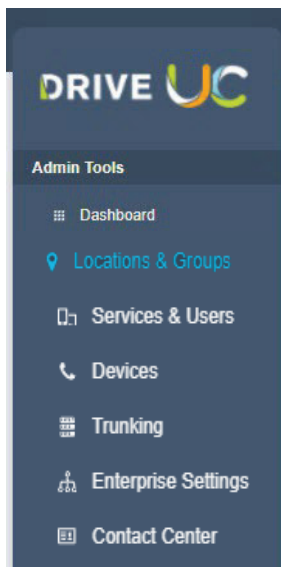 DRIVE UC
Admin Tools
Dashboard
Locations & Groups
Services & Users
Devices
Trunking
Enterprise Settings
Contact Center